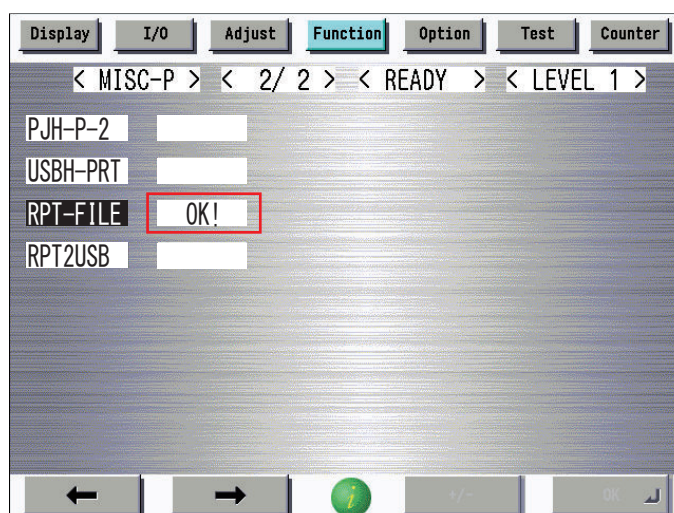 Display I/O Adjust Function Option Test Counter
< MISC-P > < 2/ 2 > < READY > < LEVEL 1 >
PJH-P-2
USBH-PRT
RPT-FILE OK!
RPT2USB
+/- OK